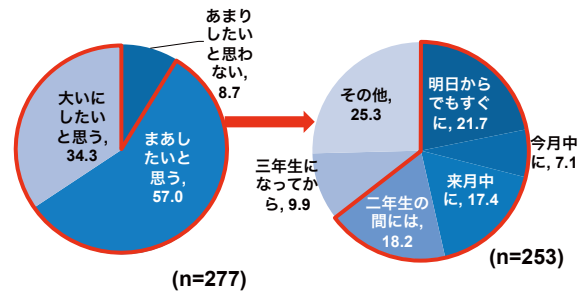 あまり
したい
と思わ
ない,
8.7
大いに
したい
と思う,
34.3
まあし
たいと
思う,
57.0
(n=277)
その他,
25.3
明日から
でもすぐ
に, 21.7
今月中
に, 7.1
来月中
に, 17.4
二年生の
間には,
18.2
三年生に
なってか
ら, 9.9
(n=253)